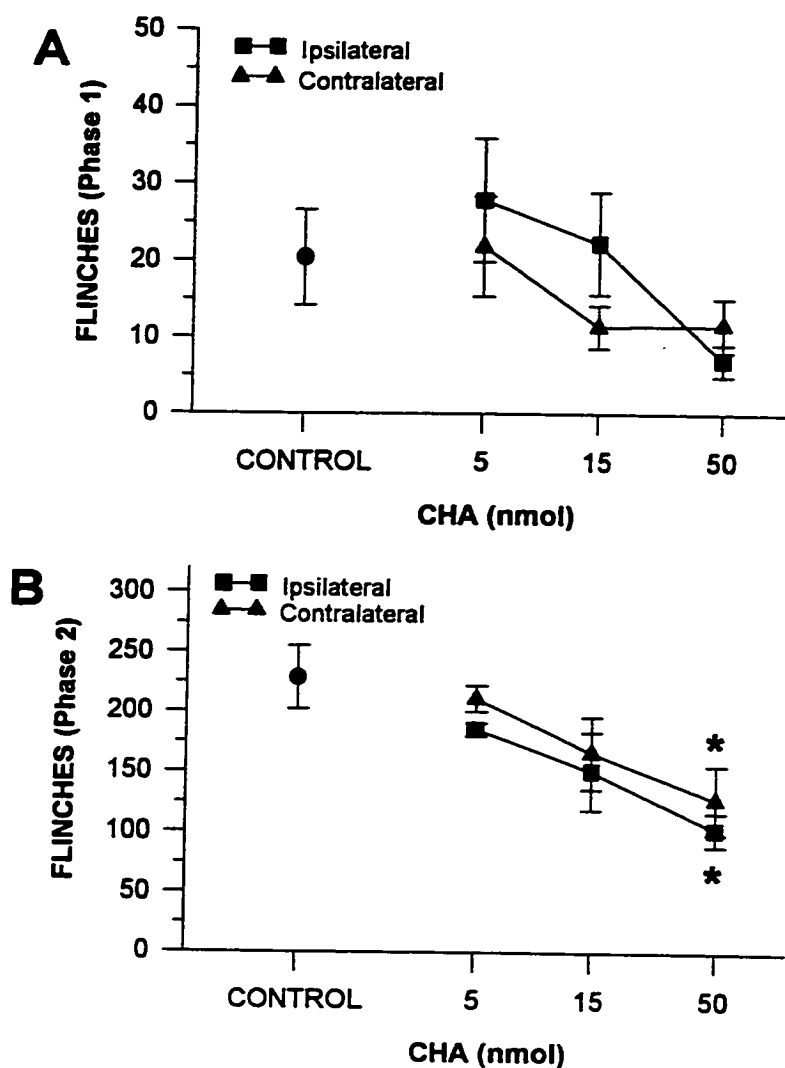 A
FLINCHES (Phase 1)
50
40
30
20
10
0
Ipsilateral
Contralateral
CONTROL
5
15
50
CHA (nmol)
B
FLINCHES (Phase 2)
300
250
200
150
100
50
0
Ipsilateral
Contralateral
*
*
CONTROL
5
15
50
CHA (nmol)